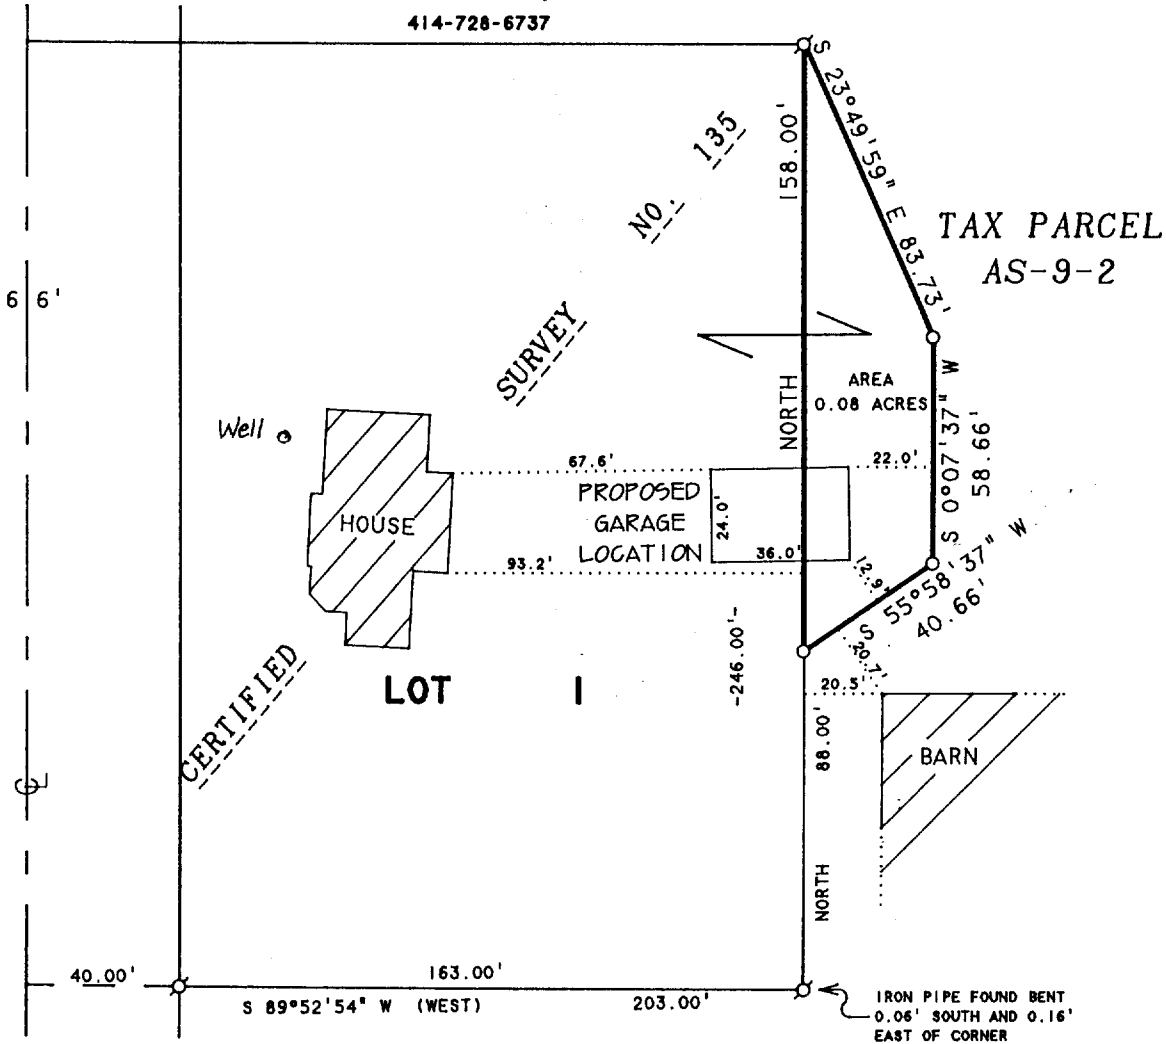 414-728-6737
S 23°49'59" E 83.73'
158.00'
NORTH
CERTIFIED SURVEY NO. 135
TAX PARCEL
AS-9-2
6 6'
AREA
0.08 ACRES
S 0°07'37" W
58.66'
Well
HOUSE
67.6'
22.0'
PROPOSED
GARAGE
LOCATION
24.0'
36.0'
93.2'
12.9'
S 55°58'37" W
40.66'
20.7'
-246.00'-
20.5'
LOT 1
88.00'
BARN
NORTH
CL
40.00'
163.00'
S 89°52'54" W (WEST)
203.00'
IRON PIPE FOUND BENT
0.06' SOUTH AND 0.16'
EAST OF CORNER